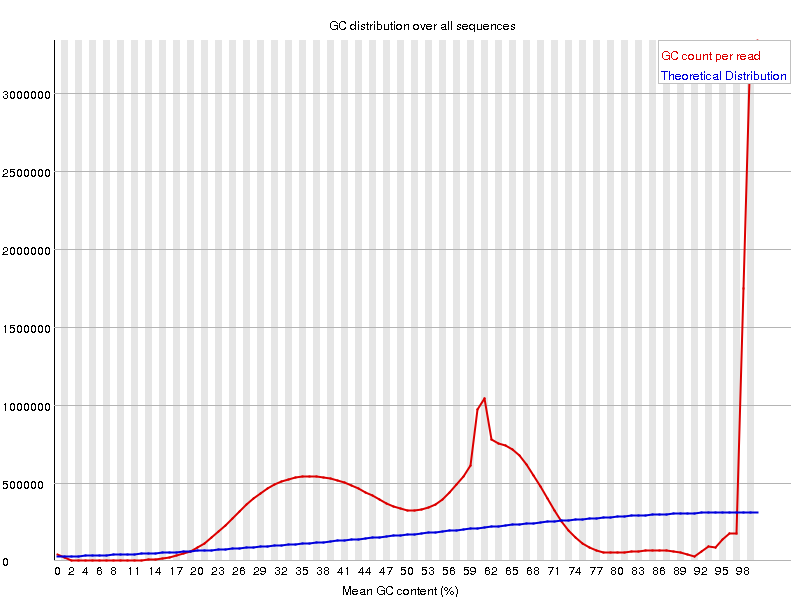 GC distribution over all sequences
GC count per read
Theoretical Distribution
3000000
2500000
2000000
1500000
1000000
500000
0
0 2 4 6 8 11 14 17 20 23 26 29 32 35 38 41 44 47 50 53 56 59 62 65 68 71 74 77 80 83 86 89 92 95 98
Mean GC content (%)